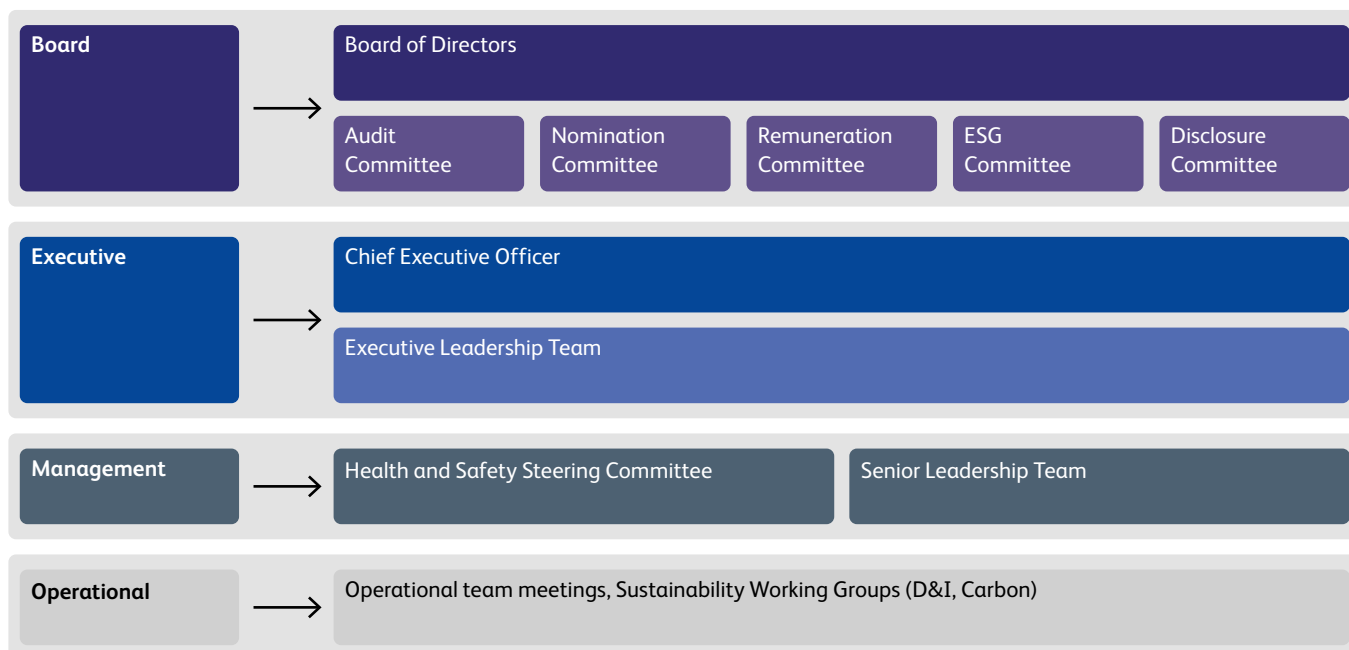 Board
Board of Directors
Audit
Committee
Nomination
Committee
Remuneration
Committee
ESG
Committee
Disclosure
Committee
Executive
Chief Executive Officer
Executive Leadership Team
Management
Health and Safety Steering Committee
Senior Leadership Team
Operational
Operational team meetings, Sustainability Working Groups (D&I, Carbon)